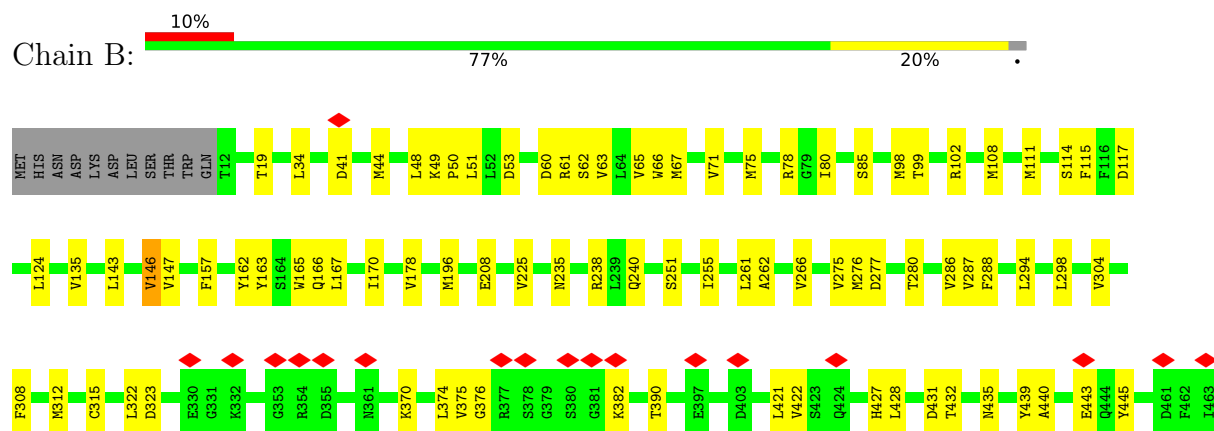 10%
Chain B:
77% 20% •
MET HIS ASN ASP LYS ASP LEU SER THR TRP GLN T12 T19 L34 D41 M44 L48 K49 P50 L51 L52 D53 D60 R61 S62 V63 L64 V65 W66 M67 V71 M75 R78 G79 I80 S85 M98 T99 R102 M108 M111 S114 F115 F116 D117
L124 V135 L143 V146 V147 F157 Y162 Y163 S164 W165 Q166 L167 I170 V178 M196 E208 V225 N235 R238 L239 Q240 S251 I255 L261 A262 V266 V275 M276 D277 T280 V286 V287 F288 L294 L298 V304
F308 M312 C315 L322 D323 E330 G331 K332 G353 R354 D355 N361 K370 L374 V375 G376 R377 S378 G379 S380 G381 K382 T390 E397 D403 L421 V422 S423 Q424 H427 L428 D431 T432 N435 Y439 A440 E443 Q444 Y445 D461 F462 I463